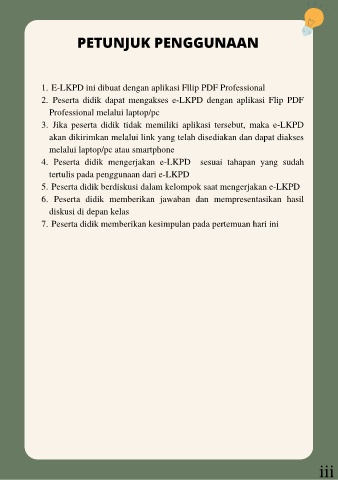 PETUNJUK PENGGUNAAN
1. E-LKPD ini dibuat dengan aplikasi Fllip PDF Professional
2. Peserta didik dapat mengakses e-LKPD dengan aplikasi Flip PDF
Professional melalui laptop/pc
3. Jika peserta didik tidak memiliki aplikasi tersebut, maka e-LKPD
akan dikirimkan melalui link yang telah disediakan dan dapat diakses
melalui laptop/pc atau smartphone
4. Peserta didik mengerjakan e-LKPD sesuai tahapan yang sudah
tertulis pada penggunaan dari e-LKPD
5. Peserta didik berdiskusi dalam kelompok saat mengerjakan e-LKPD
6. Peserta didik memberikan jawaban dan mempresentasikan hasil
diskusi di depan kelas
7. Peserta didik memberikan kesimpulan pada pertemuan hari ini
iii